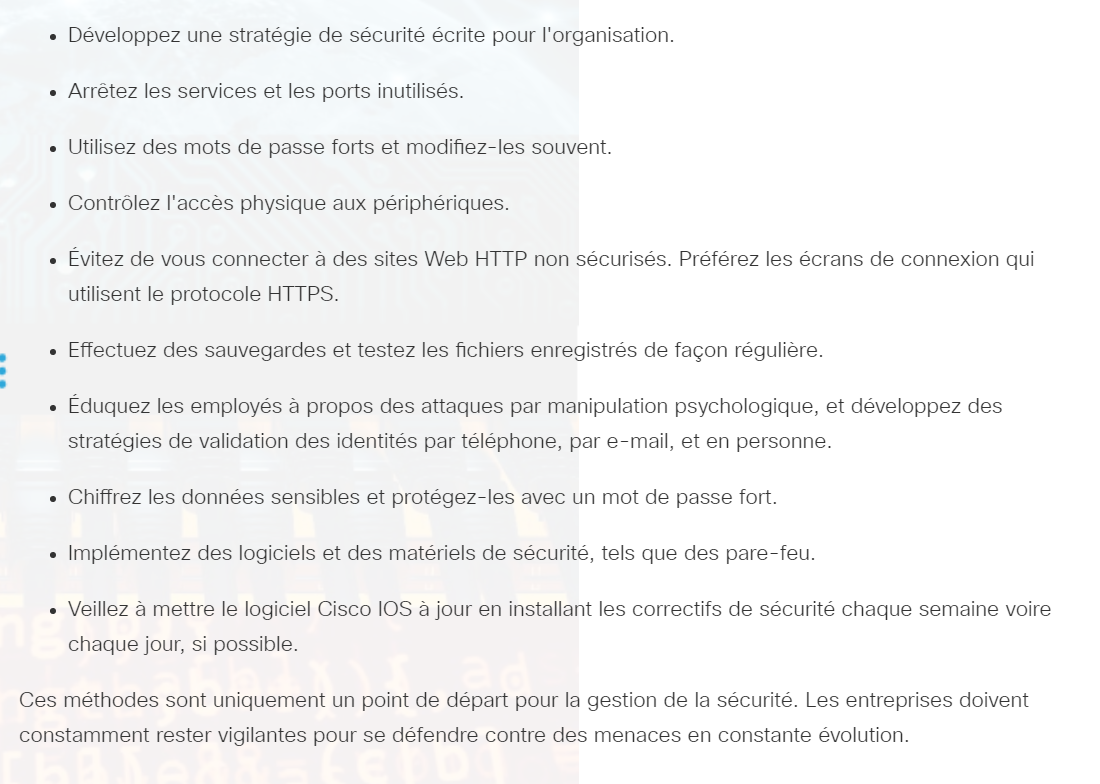 • Développez une stratégie de sécurité écrite pour l'organisation.
• Arrêtez les services et les ports inutilisés.
• Utilisez des mots de passe forts et modifiez-les souvent.
• Contrôlez l'accès physique aux périphériques.
• Évitez de vous connecter à des sites Web HTTP non sécurisés. Préférez les écrans de connexion qui
utilisent le protocole HTTPS.
• Effectuez des sauvegardes et testez les fichiers enregistrés de façon régulière.
• Éduquez les employés à propos des attaques par manipulation psychologique, et développez des
stratégies de validation des identités par téléphone, par e-mail, et en personne.
• Chiffrez les données sensibles et protégez-les avec un mot de passe fort.
• Implémentez des logiciels et des matériels de sécurité, tels que des pare-feu.
• Veillez à mettre le logiciel Cisco IOS à jour en installant les correctifs de sécurité chaque semaine voire
chaque jour, si possible.
Ces méthodes sont uniquement un point de départ pour la gestion de la sécurité. Les entreprises doivent
constamment rester vigilantes pour se défendre contre des menaces en constante évolution.